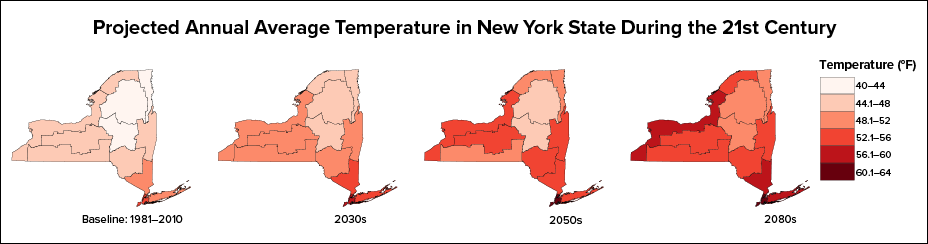 Projected Annual Average Temperature in New York State During the 21st Century
Temperature (°F)
40–44
44.1–48
48.1–52
52.1–56
56.1–60
60.1–64
Baseline: 1981–2010
2030s
2050s
2080s